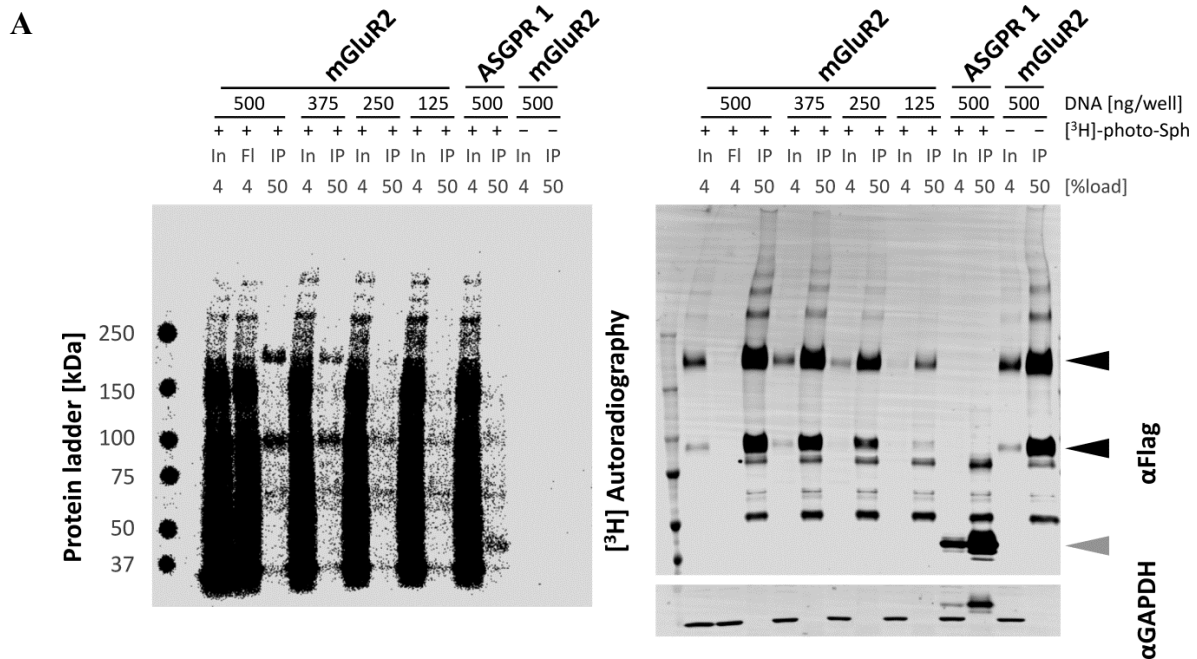 A
mGluR2 ASGPR 1 mGluR2
500 375 250 125 500 500
+ + + + + + + + + + + − −
In Fl IP In IP In IP In IP In IP In IP
4 4 50 4 50 4 50 4 50 4 50 4 50
Protein ladder [kDa]
250
150
100
75
50
37
[³H] Autoradiography
mGluR2 ASGPR 1 mGluR2
500 375 250 125 500 500 DNA [ng/well]
+ + + + + + + + + + + − − [³H]-photo-Sph
In Fl IP In IP In IP In IP In IP In IP
4 4 50 4 50 4 50 4 50 4 50 4 50 [%load]
αFlag
αGAPDH